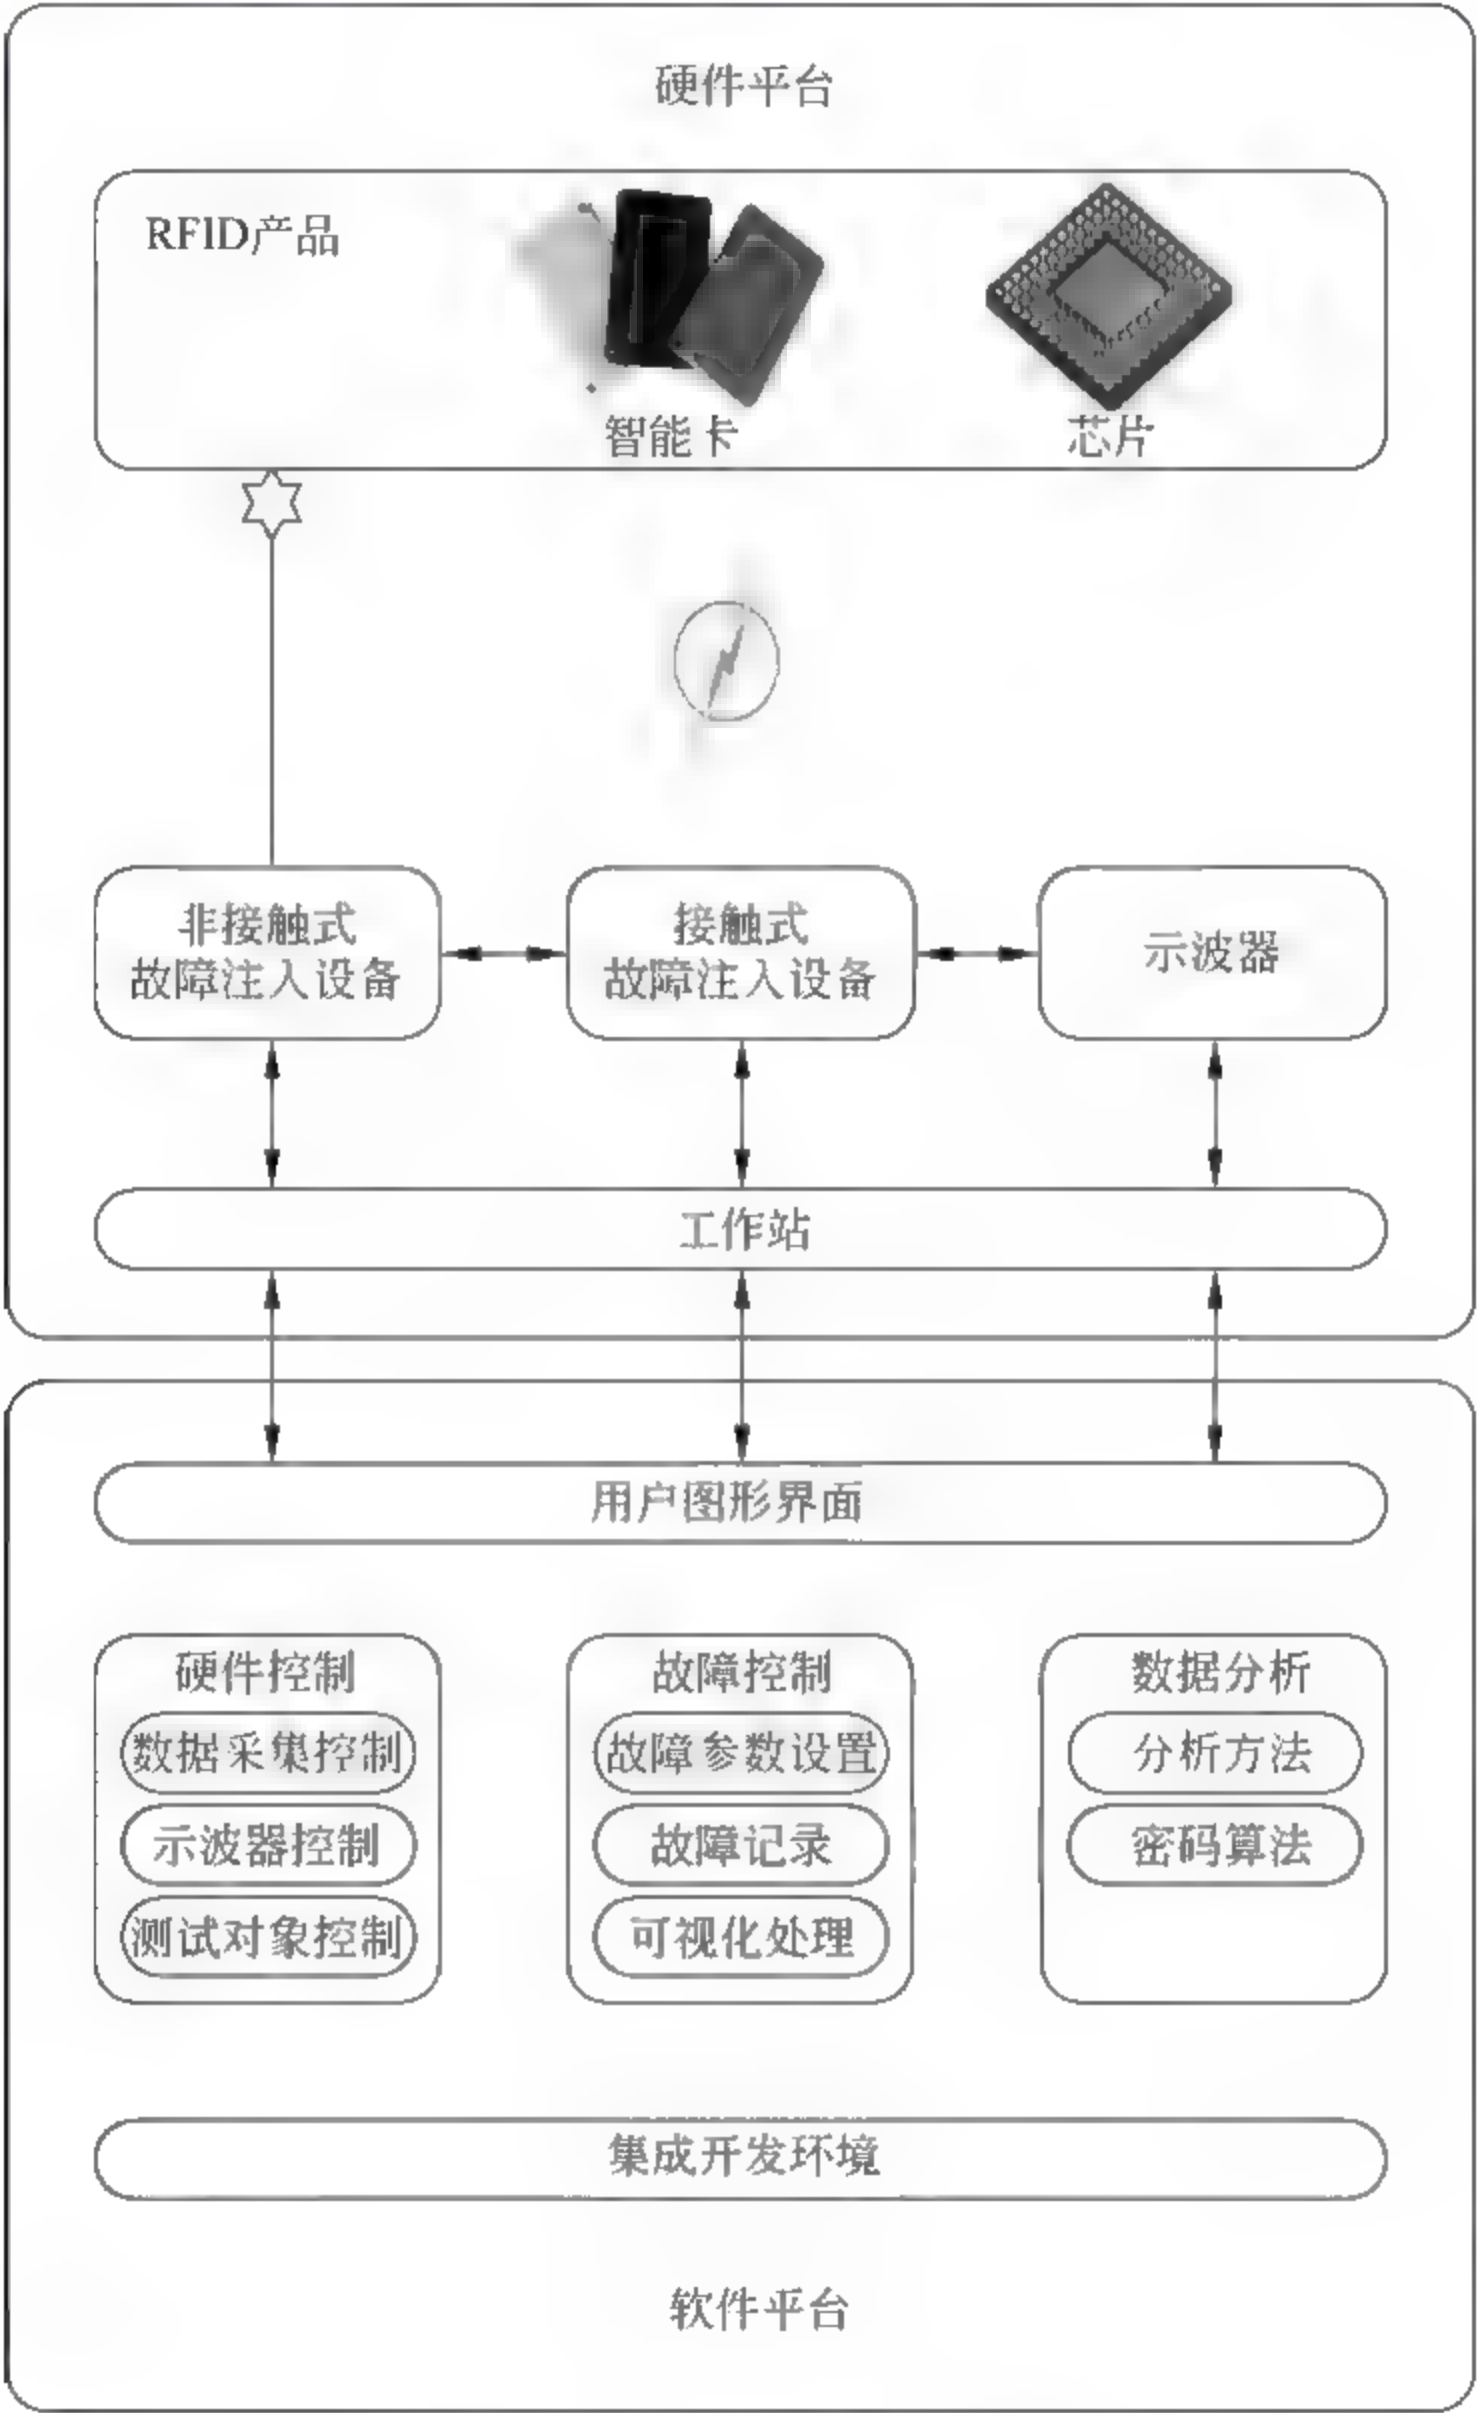 硬件平台
RFID产品
智能卡
芯片
非接触式
故障注入设备
接触式
故障注入设备
示波器
工作站
用户图形界面
硬件控制
数据采集控制
示波器控制
测试对象控制
故障控制
故障参数设置
故障记录
可视化处理
数据分析
分析方法
密码算法
集成开发环境
软件平台